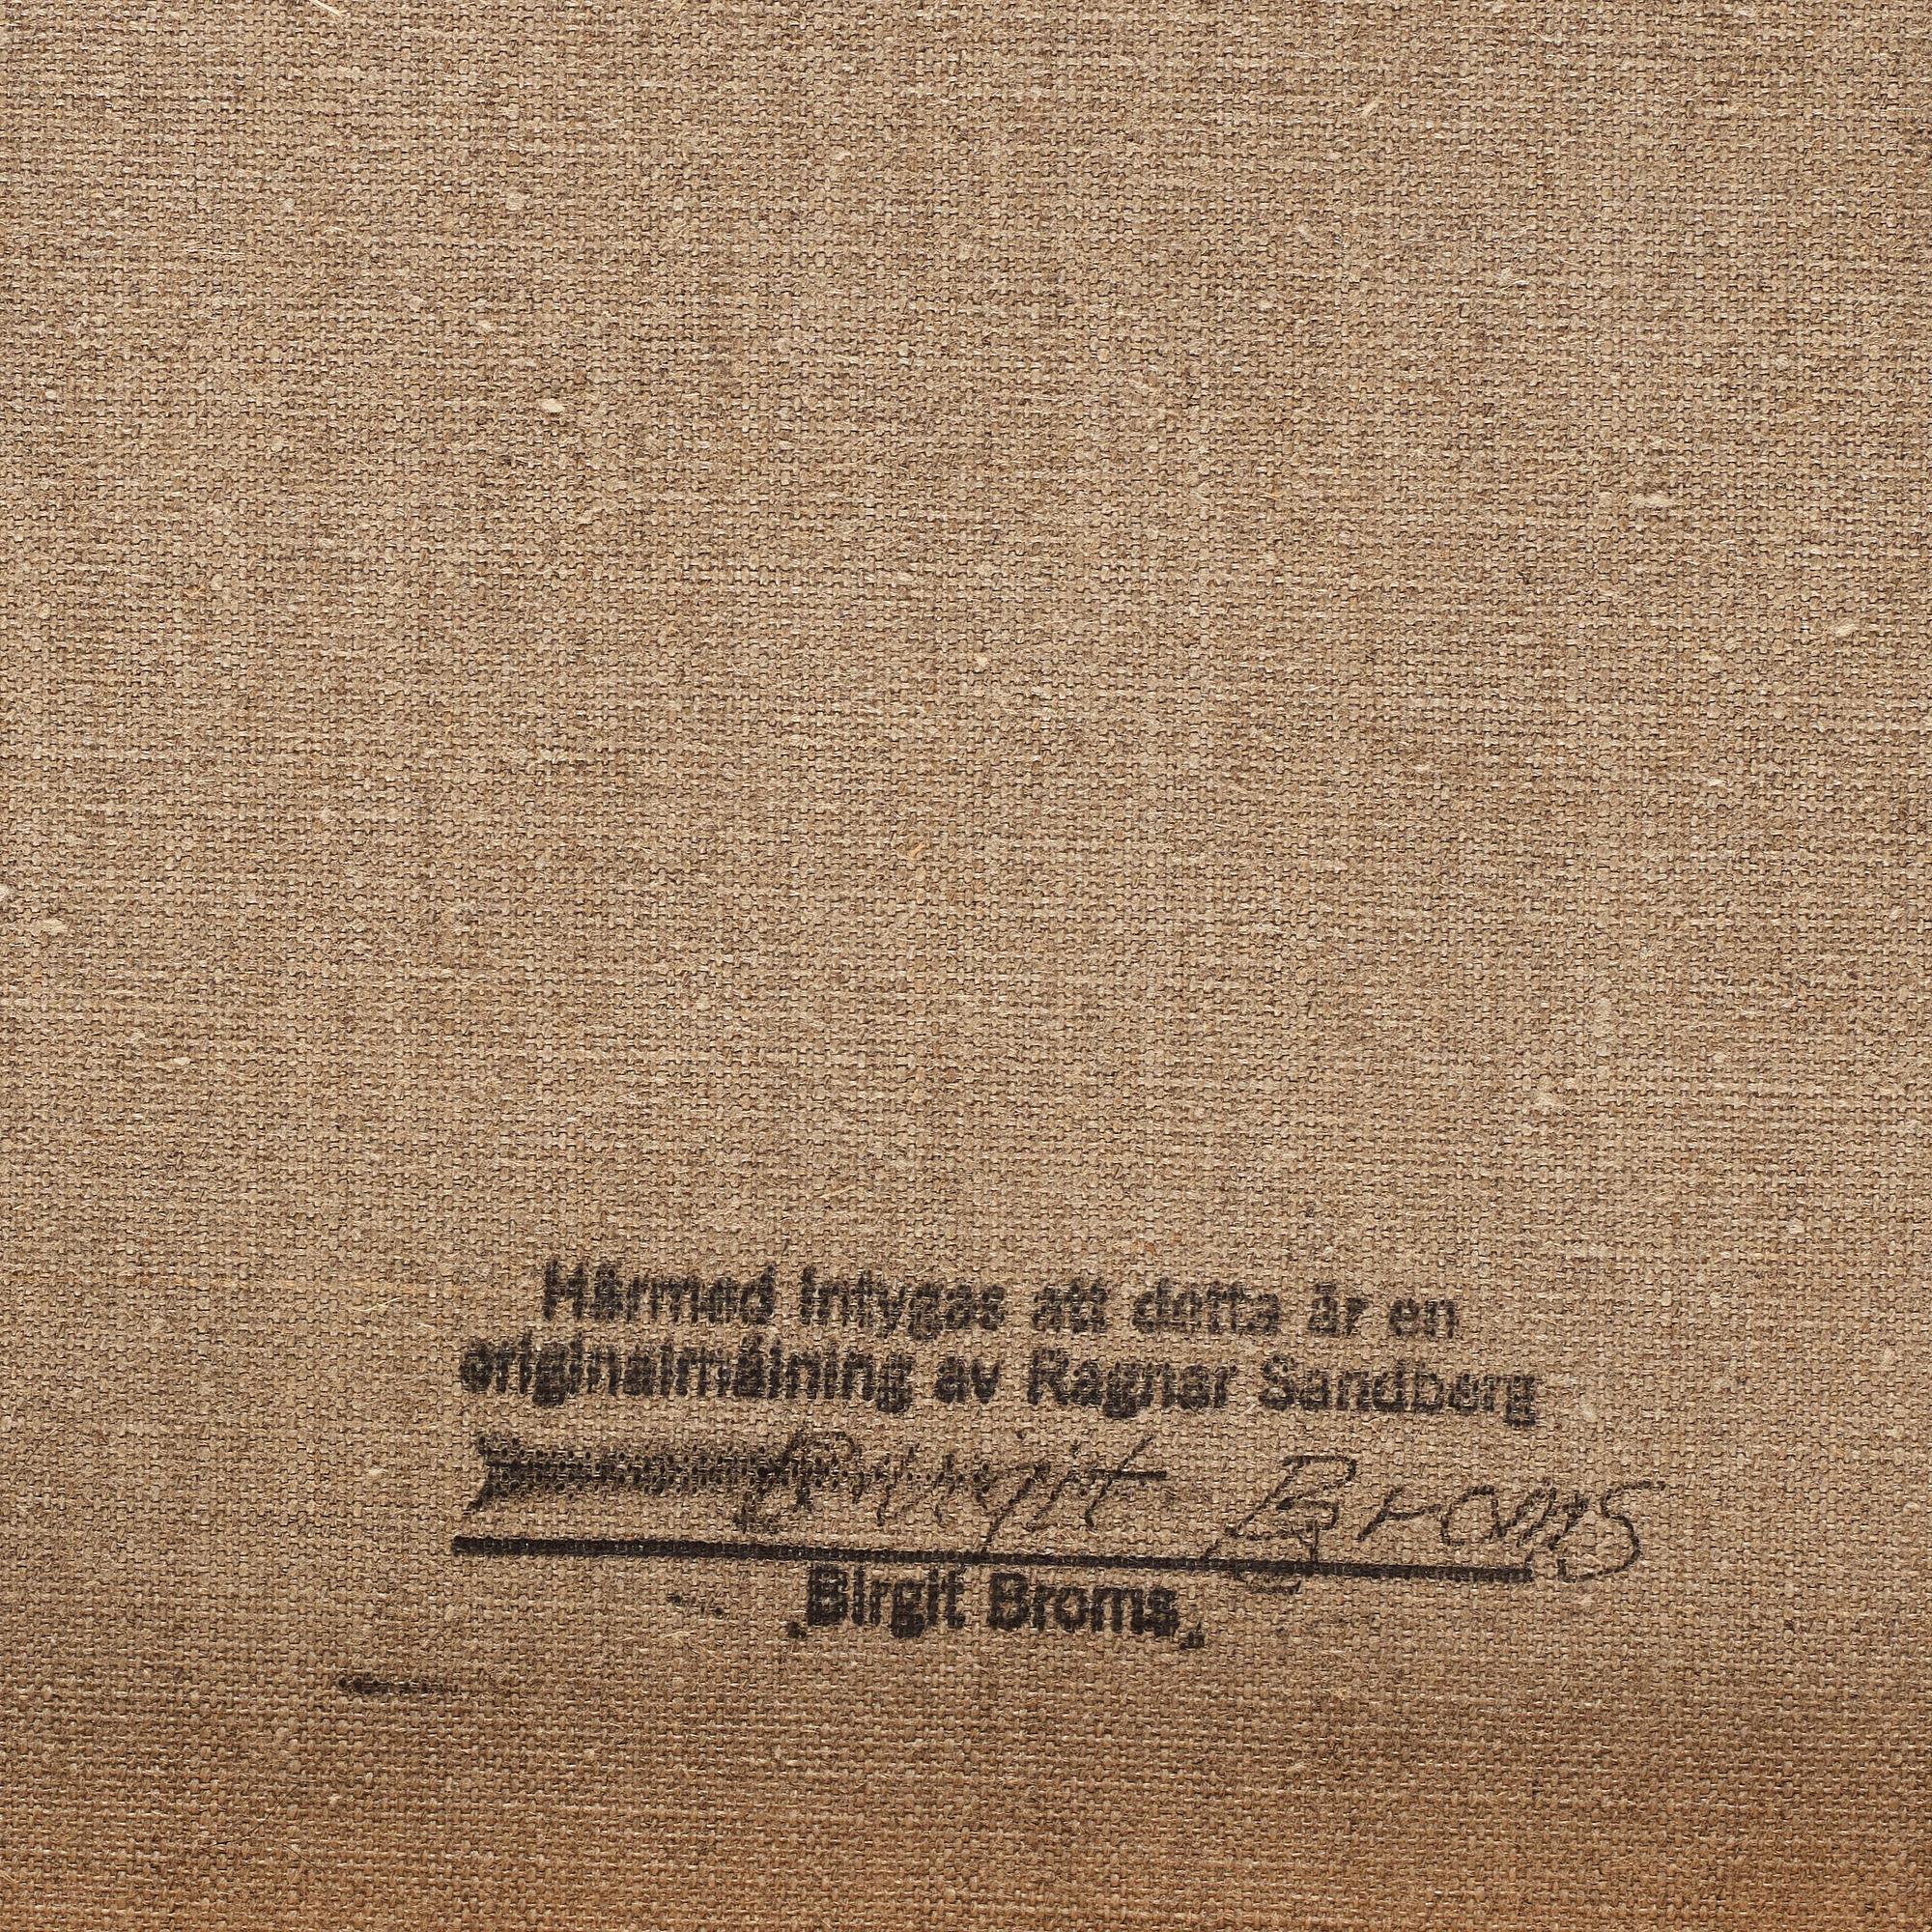 Härmed intygas att detta är en
originalmålning av Ragnar Sandberg
Birgit Broms
Birgit Broms